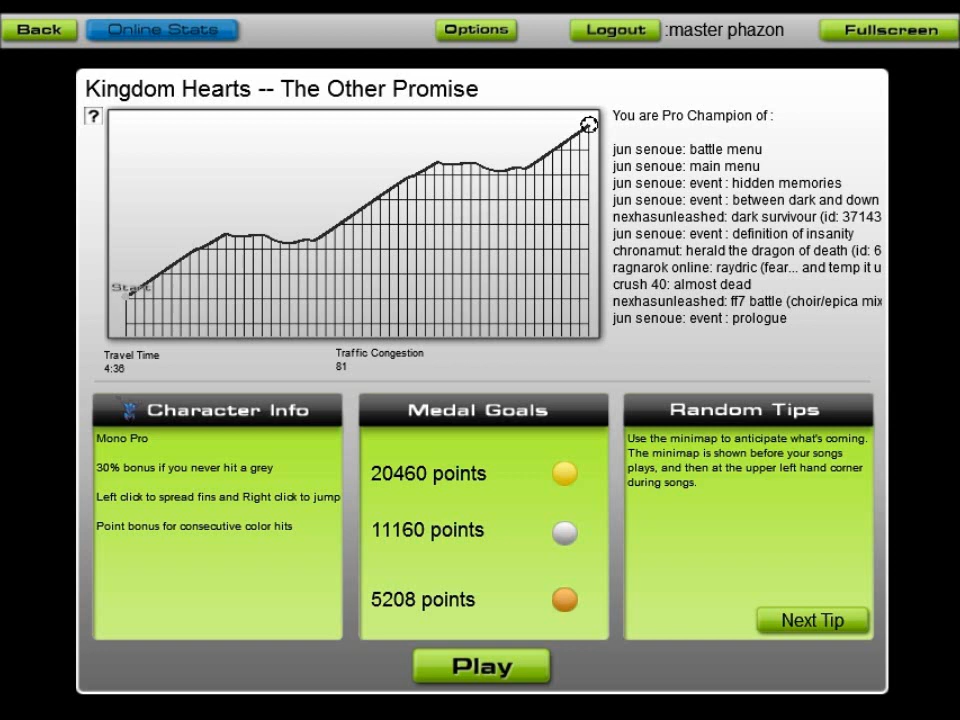 Back
Online Stats
Options
Logout
:master phazon
Fullscreen
Kingdom Hearts -- The Other Promise
?
Start
Travel Time
4:36
Traffic Congestion
81
You are Pro Champion of :
jun senoue: battle menu
jun senoue: main menu
jun senoue: event : hidden memories
jun senoue: event : between dark and down
nexhasunleashed: dark survivour (id: 37143
jun senoue: event : definition of insanity
chronamut: herald the dragon of death (id: 6
ragnarok online: raydric (fear... and temp it u
crush 40: almost dead
nexhasunleashed: ff7 battle (choir/epica mix
jun senoue: event : prologue
Character Info
Mono Pro
30% bonus if you never hit a grey
Left click to spread fins and Right click to jump
Point bonus for consecutive color hits
Medal Goals
20460 points
11160 points
5208 points
Random Tips
Use the minimap to anticipate what's coming.
The minimap is shown before your songs
plays, and then at the upper left hand corner
during songs.
Next Tip
Play